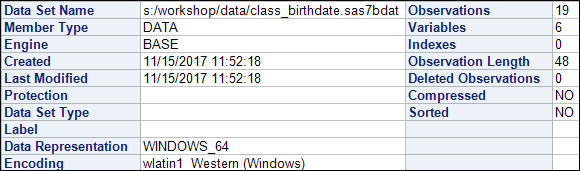 Data Set Name s:/workshop/data/class_birthdate.sas7bdat Observations 19
Member Type DATA Variables 6
Engine BASE Indexes 0
Created 11/15/2017 11:52:18 Observation Length 48
Last Modified 11/15/2017 11:52:18 Deleted Observations 0
Protection Compressed NO
Data Set Type Sorted NO
Label
Data Representation WINDOWS_64
Encoding wlatin1 Western (Windows)